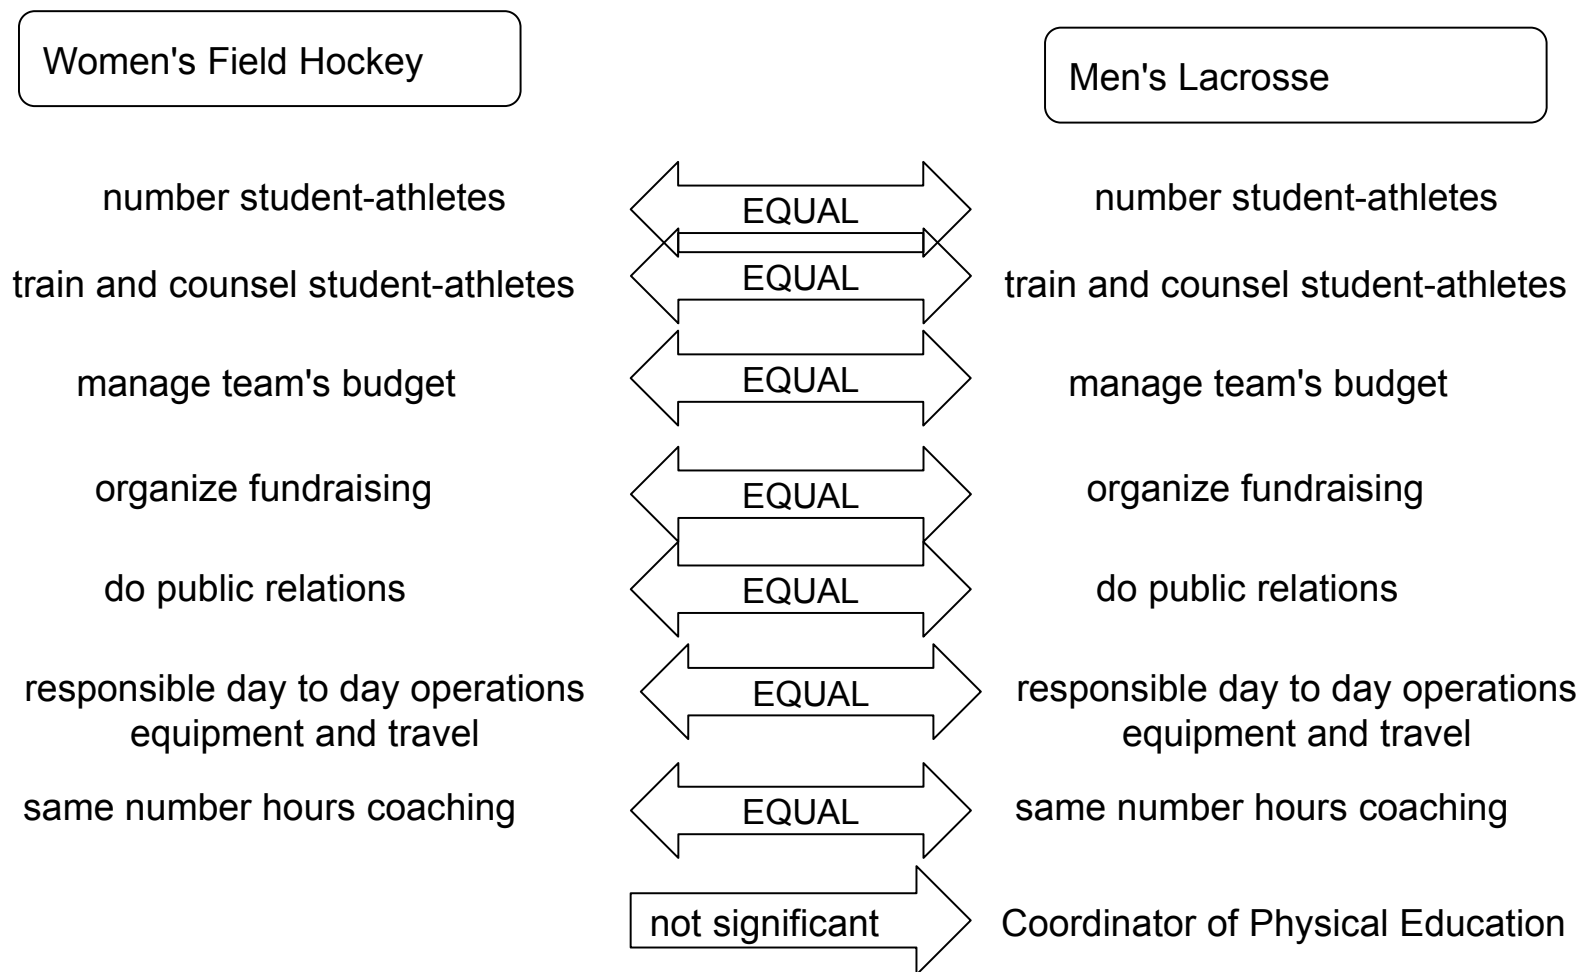 Women's Field Hockey
Men's Lacrosse
number student-athletes
EQUAL
number student-athletes
train and counsel student-athletes
EQUAL
train and counsel student-athletes
manage team's budget
EQUAL
manage team's budget
organize fundraising
EQUAL
organize fundraising
do public relations
EQUAL
do public relations
responsible day to day operations
equipment and travel
EQUAL
responsible day to day operations
equipment and travel
same number hours coaching
EQUAL
same number hours coaching
not significant
Coordinator of Physical Education